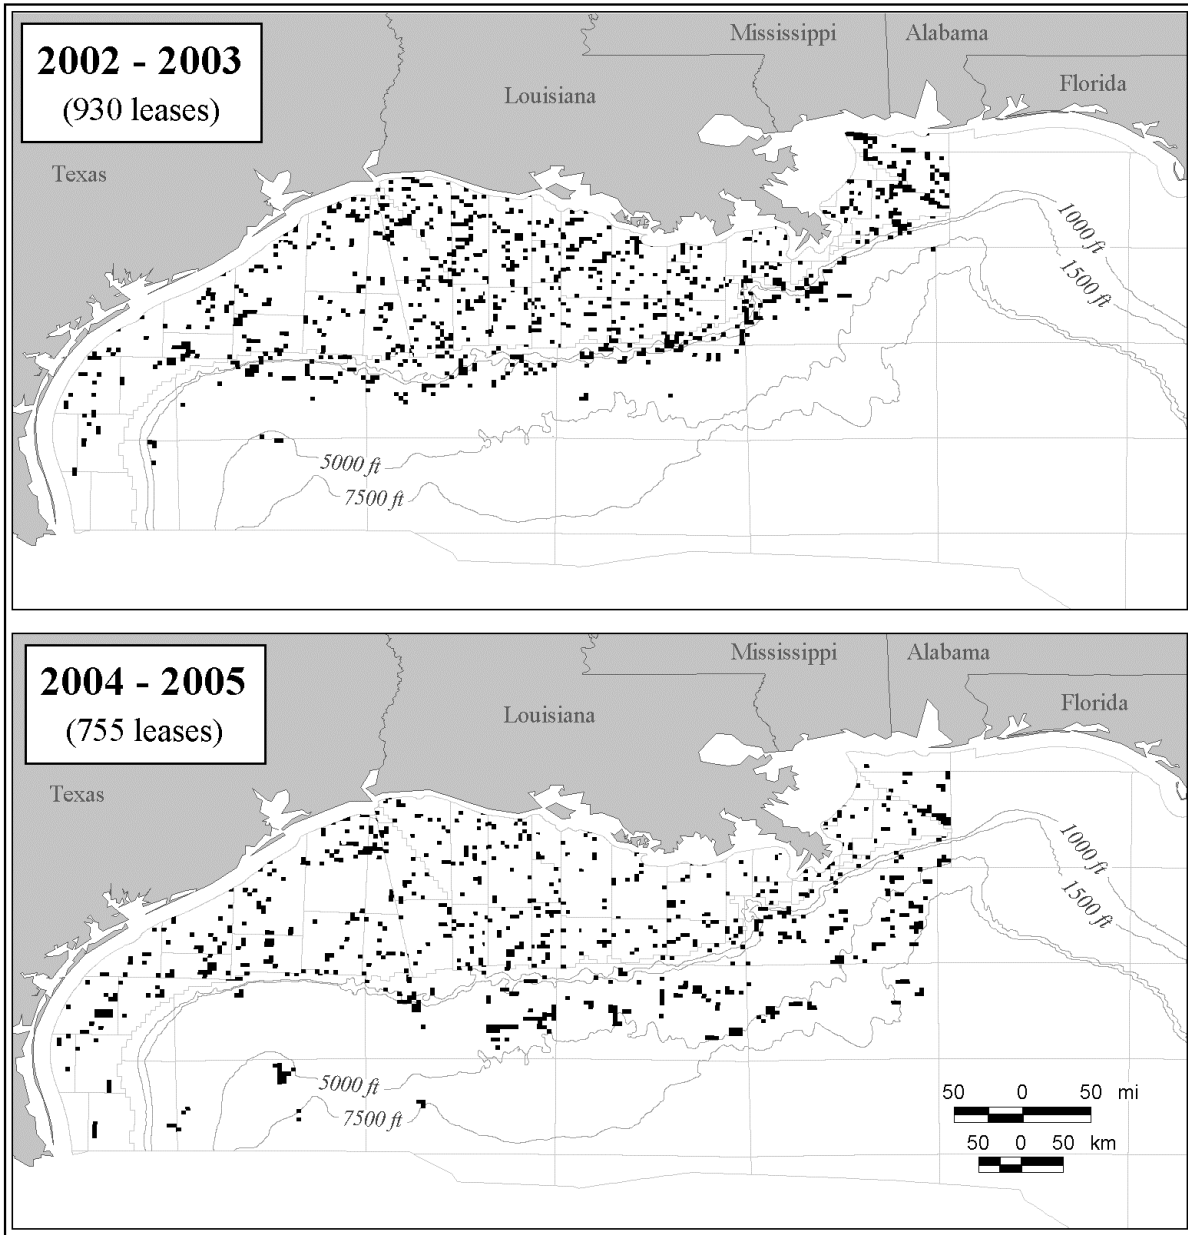 2002 - 2003
(930 leases)
Mississippi
Alabama
Louisiana
Florida
Texas
1000 ft
1500 ft
5000 ft
7500 ft
2004 - 2005
(755 leases)
Mississippi
Alabama
Louisiana
Florida
Texas
1000 ft
1500 ft
5000 ft
7500 ft
50 0 50 mi
50 0 50 km